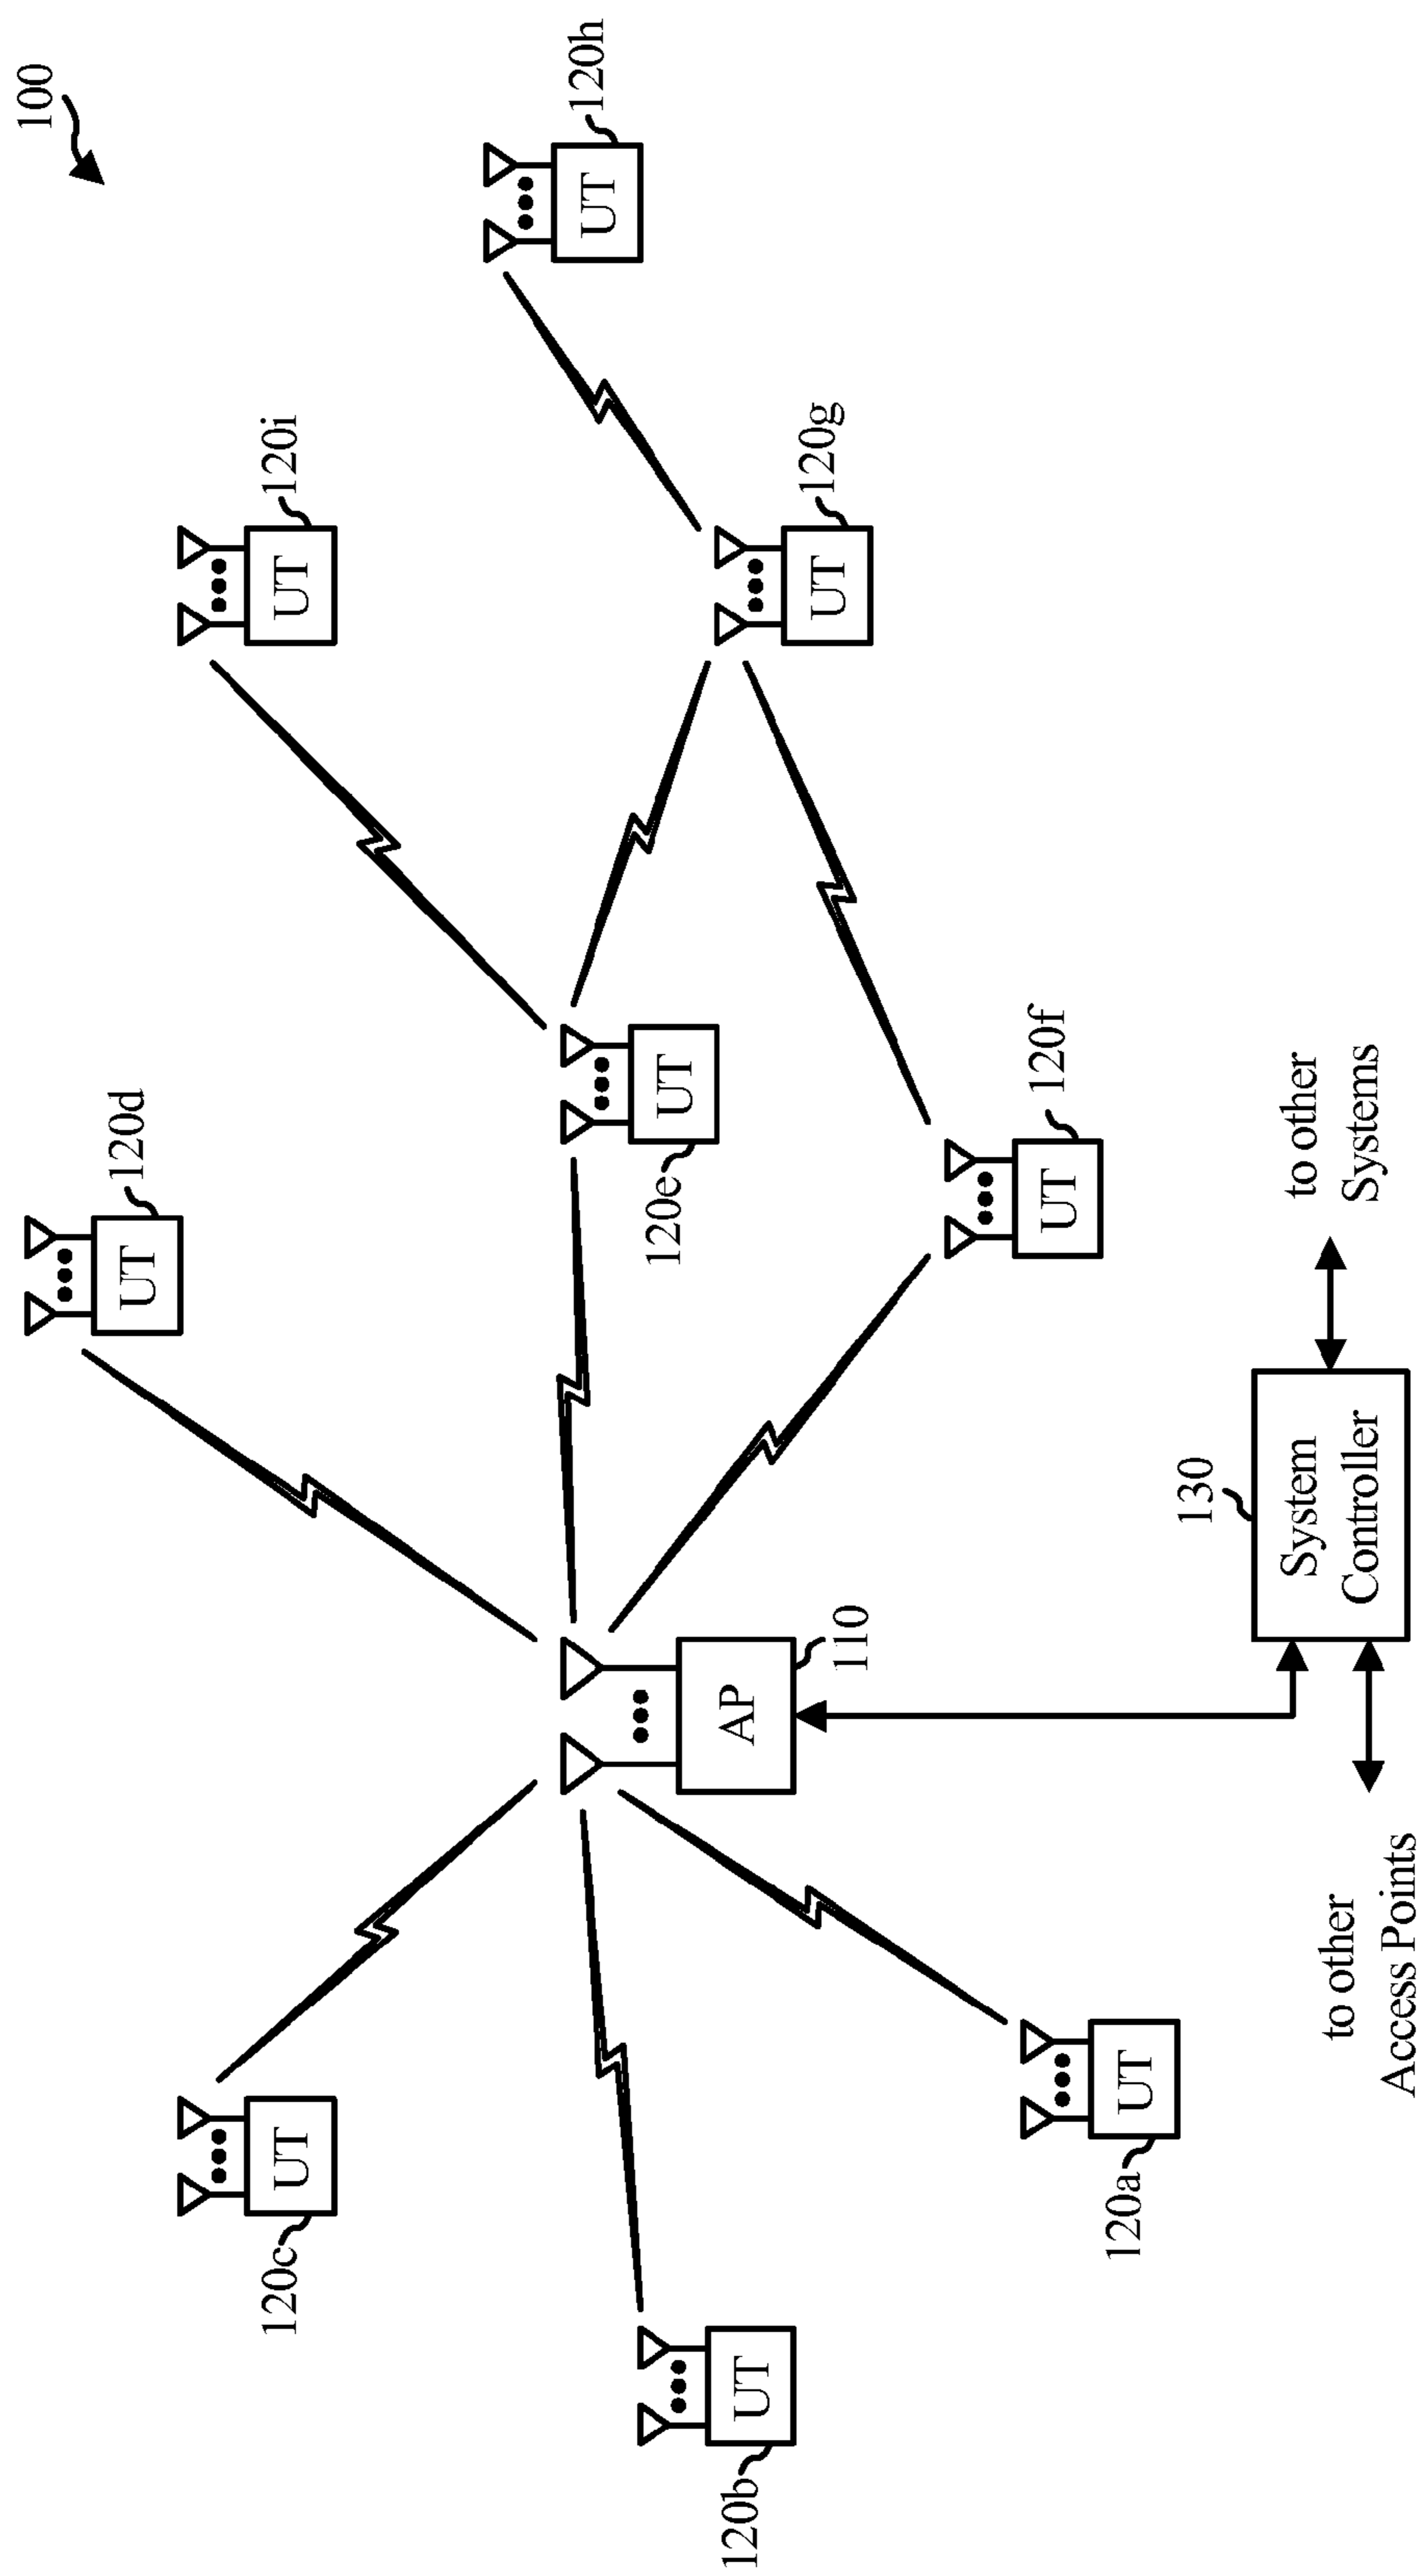 100
120d
UT
120i
UT
120c
UT
120h
UT
120e
UT
120b
UT
AP
110
120g
UT
120f
UT
120a
UT
130
System
Controller
to other
Systems
to other
Access Points